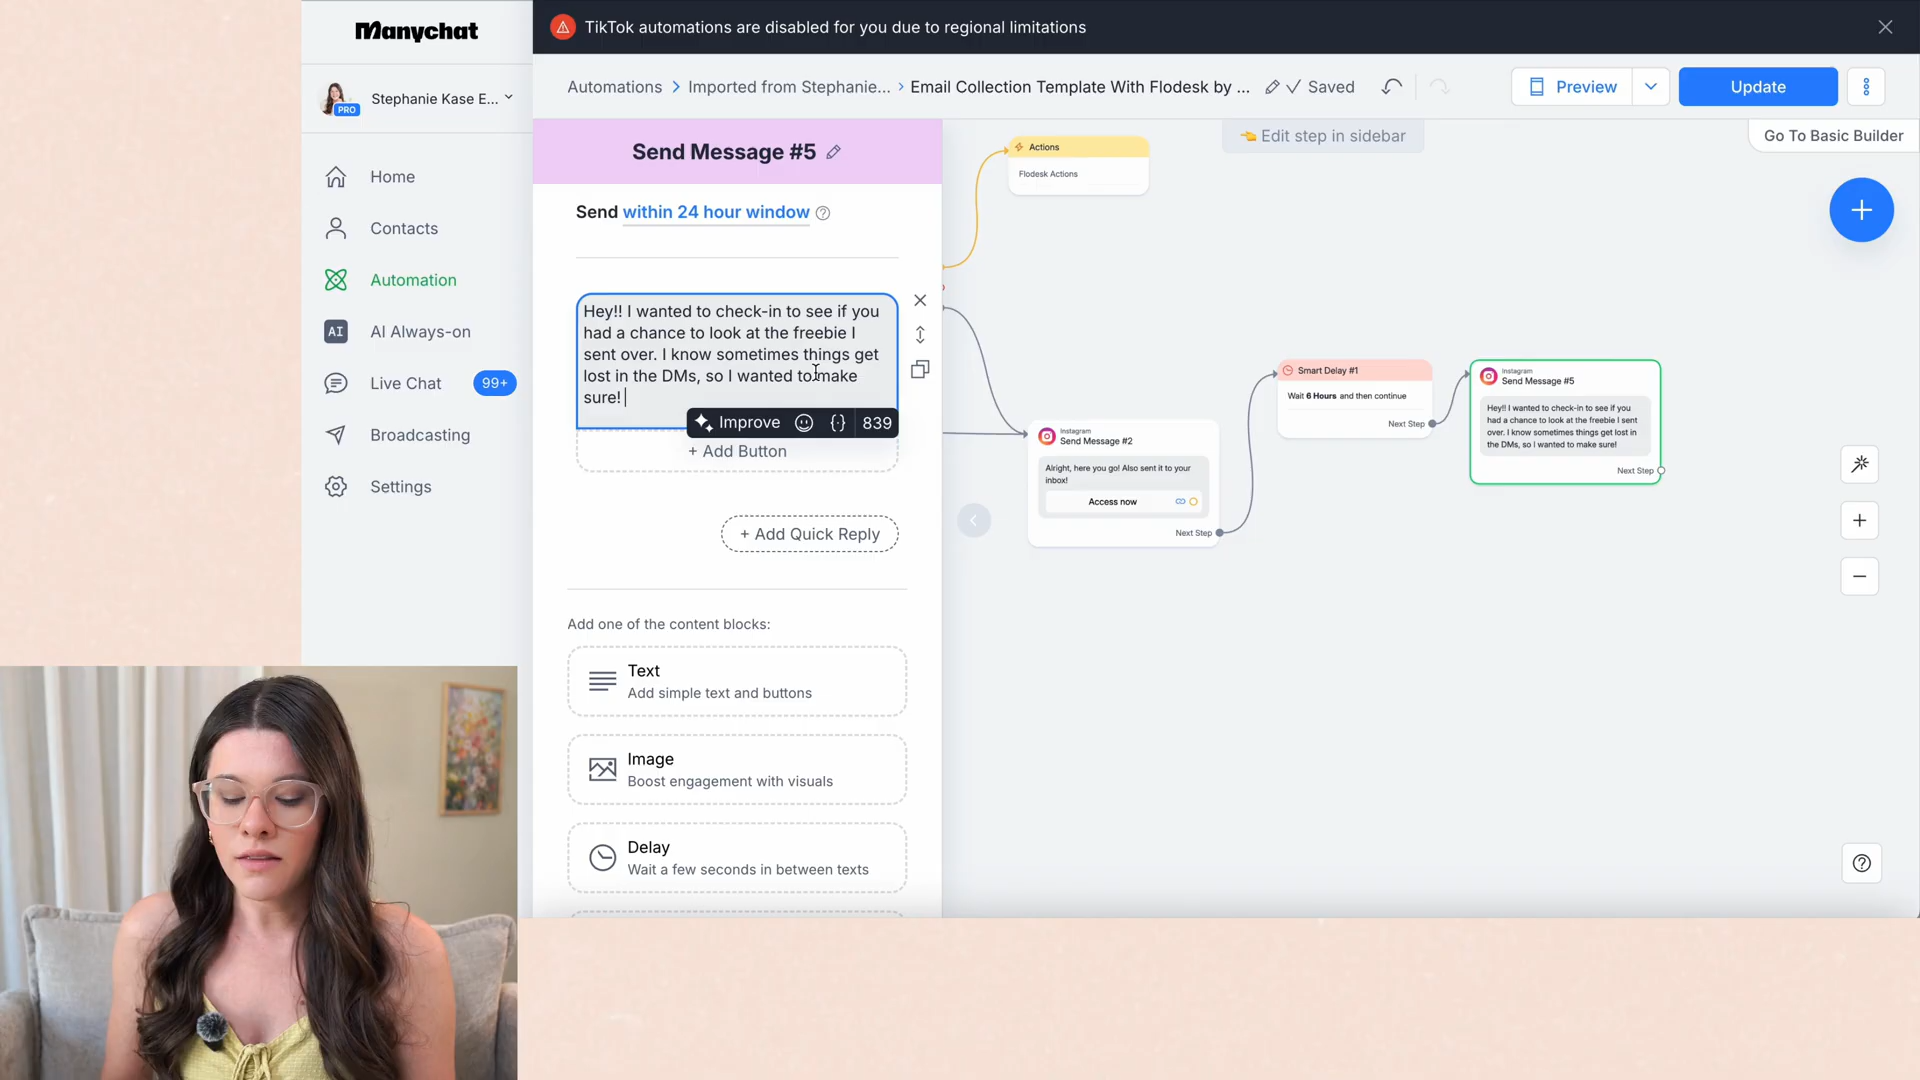 Manychat
TikTok automations are disabled for you due to regional limitations
PRO
Stephanie Kase E...
Automations
Imported from Stephanie...
Email Collection Template With Flodesk by ...
Saved
Preview
Update
Home
Contacts
Automation
AI
AI Always-on
Live Chat
99+
Broadcasting
Settings
Send Message #5
Send within 24 hour window
Hey!! I wanted to check-in to see if you
had a chance to look at the freebie I
sent over. I know sometimes things get
lost in the DMs, so I wanted to make
sure!
Improve
839
+ Add Button
+ Add Quick Reply
Add one of the content blocks:
Text
Add simple text and buttons
Image
Boost engagement with visuals
Delay
Wait a few seconds in between texts
Edit step in sidebar
Go To Basic Builder
Actions
Flodesk Actions
Instagram
Send Message #2
Alright, here you go! Also sent it to your
inbox!
Access now
Next Step
Smart Delay #1
Wait 6 Hours and then continue
Next Step
Instagram
Send Message #5
Hey!! I wanted to check-in to see if you
had a chance to look at the freebie I sent
over. I know sometimes things get lost in
the DMs, so I wanted to make sure!
Next Step